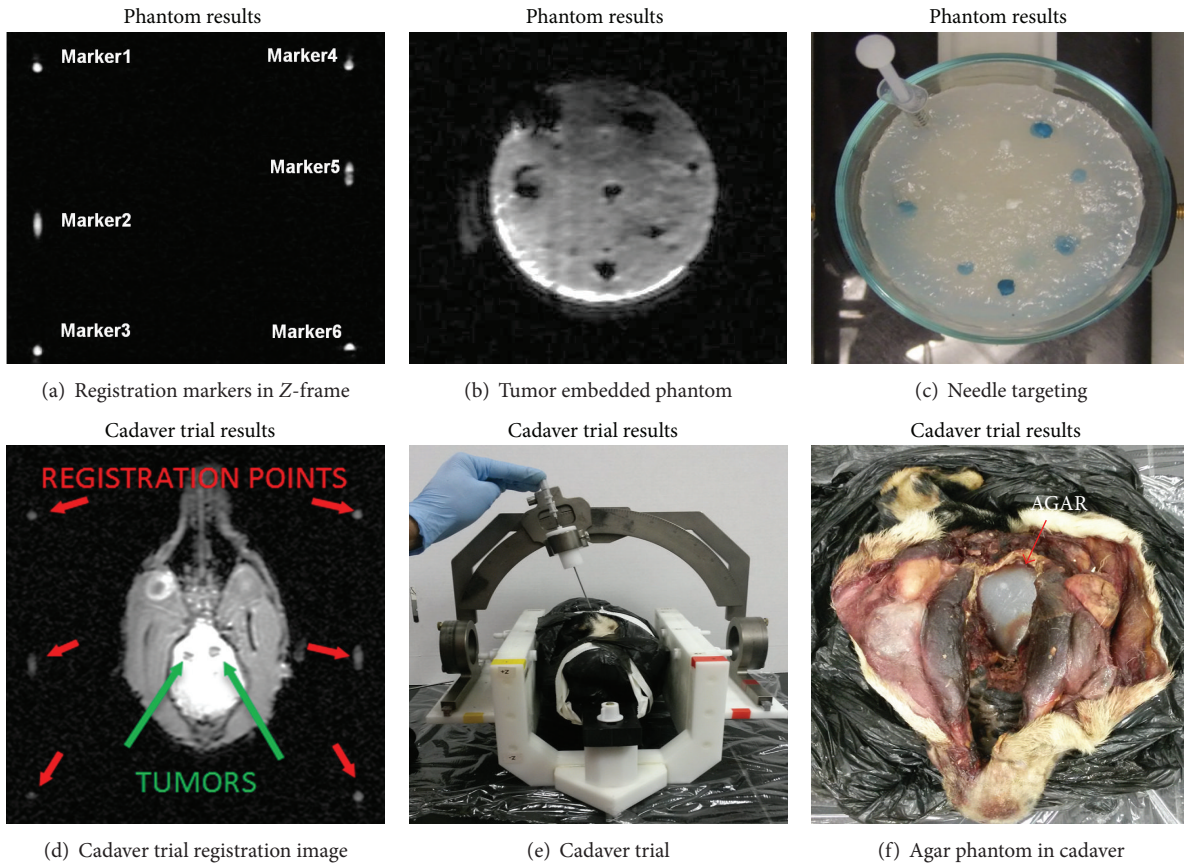 Phantom results
Phantom results
Phantom results
Marker1
Marker4
Marker5
Marker2
Marker3
Marker6
(a) Registration markers in Z-frame
(b) Tumor embedded phantom
(c) Needle targeting
Cadaver trial results
Cadaver trial results
Cadaver trial results
REGISTRATION POINTS
TUMORS
+Z
+Z
-Z
-Z
AGAR
(d) Cadaver trial registration image
(e) Cadaver trial
(f) Agar phantom in cadaver